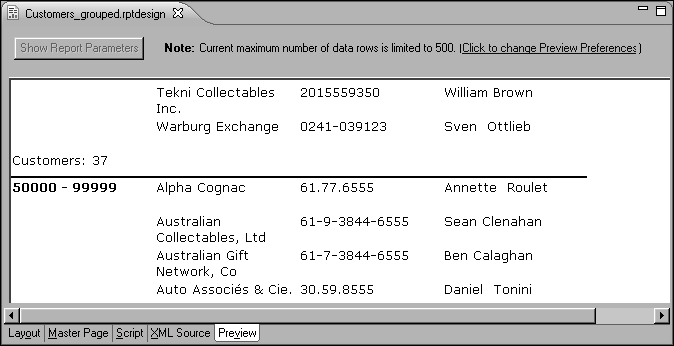 Customers_grouped.rptdesign
Show Report Parameters Note: Current maximum number of data rows is limited to 500. (Click to change Preview Preferences)
Tekni Collectables 2015559350 William Brown
Inc.
Warburg Exchange 0241-039123 Sven Ottlieb
Customers: 37
50000 - 99999 Alpha Cognac 61.77.6555 Annette Roulet
Australian 61-9-3844-6555 Sean Clenahan
Collectables, Ltd
Australian Gift 61-7-3844-6555 Ben Calaghan
Network, Co
Auto Associés & Cie. 30.59.8555 Daniel Tonini
Layout Master Page Script XML Source Preview